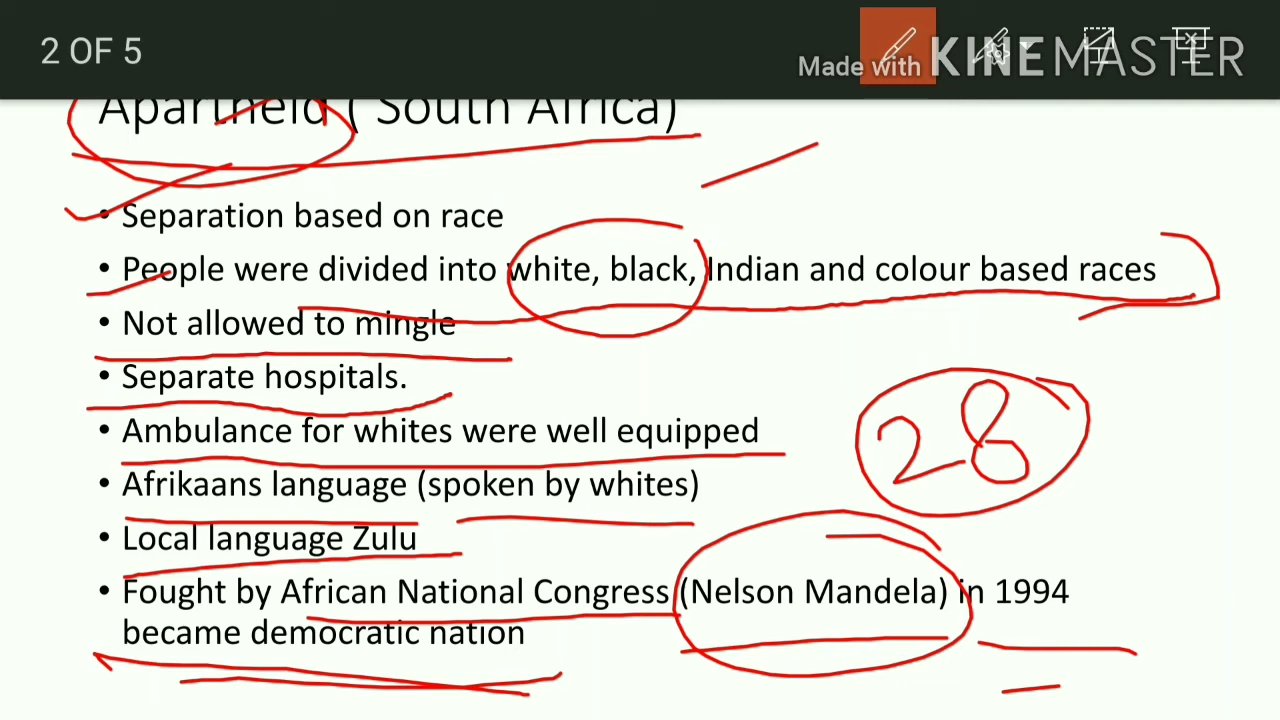 2 OF 5
Made with KINEMASTER
Apartheid ( South Africa)
• Separation based on race
• People were divided into white, black, Indian and colour based races
• Not allowed to mingle
• Separate hospitals.
• Ambulance for whites were well equipped
28
• Afrikaans language (spoken by whites)
• Local language Zulu
• Fought by African National Congress (Nelson Mandela) in 1994
became democratic nation